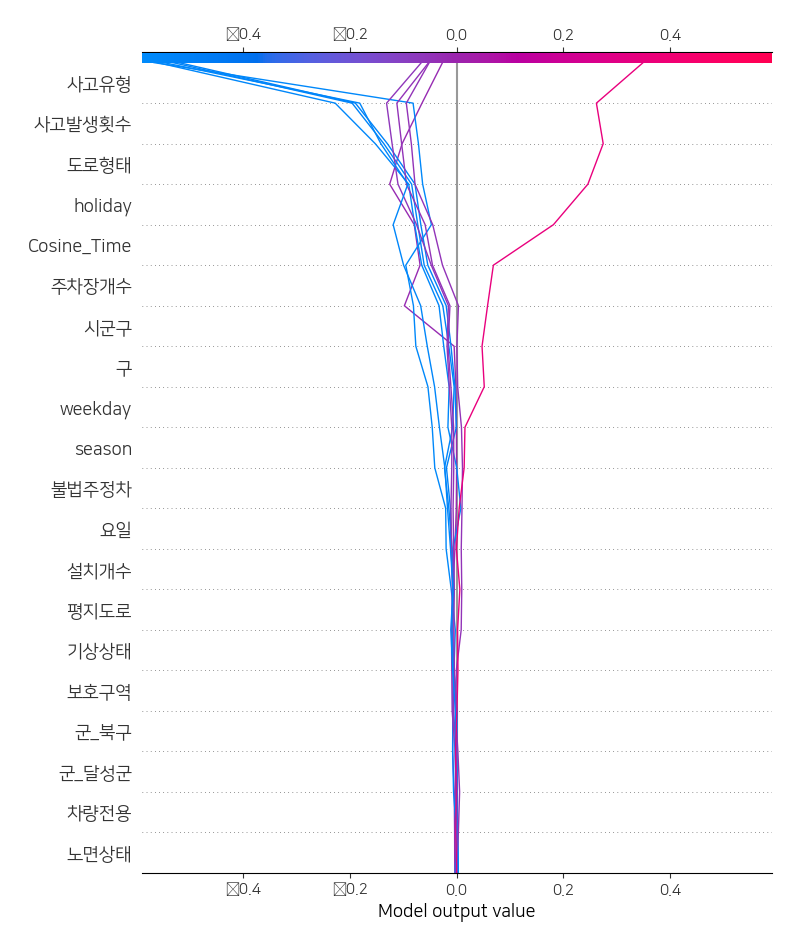 ☒0.4 ☒0.2 0.0 0.2 0.4
사고유형
사고발생횟수
도로형태
holiday
Cosine_Time
주차장개수
시군구
구
weekday
season
불법주정차
요일
설치개수
평지도로
기상상태
보호구역
군_북구
군_달성군
차량전용
노면상태
☒0.4 ☒0.2 0.0 0.2 0.4
Model output value